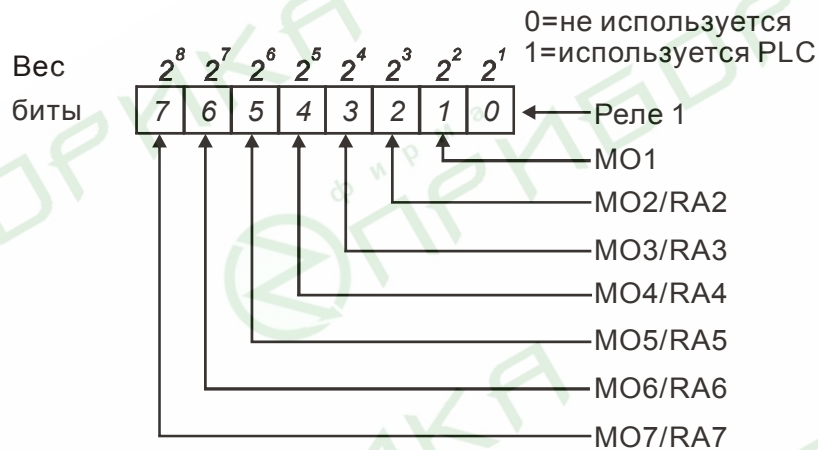 0=не используется
1=используется PLC
Вес 2⁸ 2⁷ 2⁶ 2⁵ 2⁴ 2³ 2² 2¹
биты 7 6 5 4 3 2 1 0 Реле 1
MO1
MO2/RA2
MO3/RA3
MO4/RA4
MO5/RA5
MO6/RA6
MO7/RA7
фирма
ПРИБОР